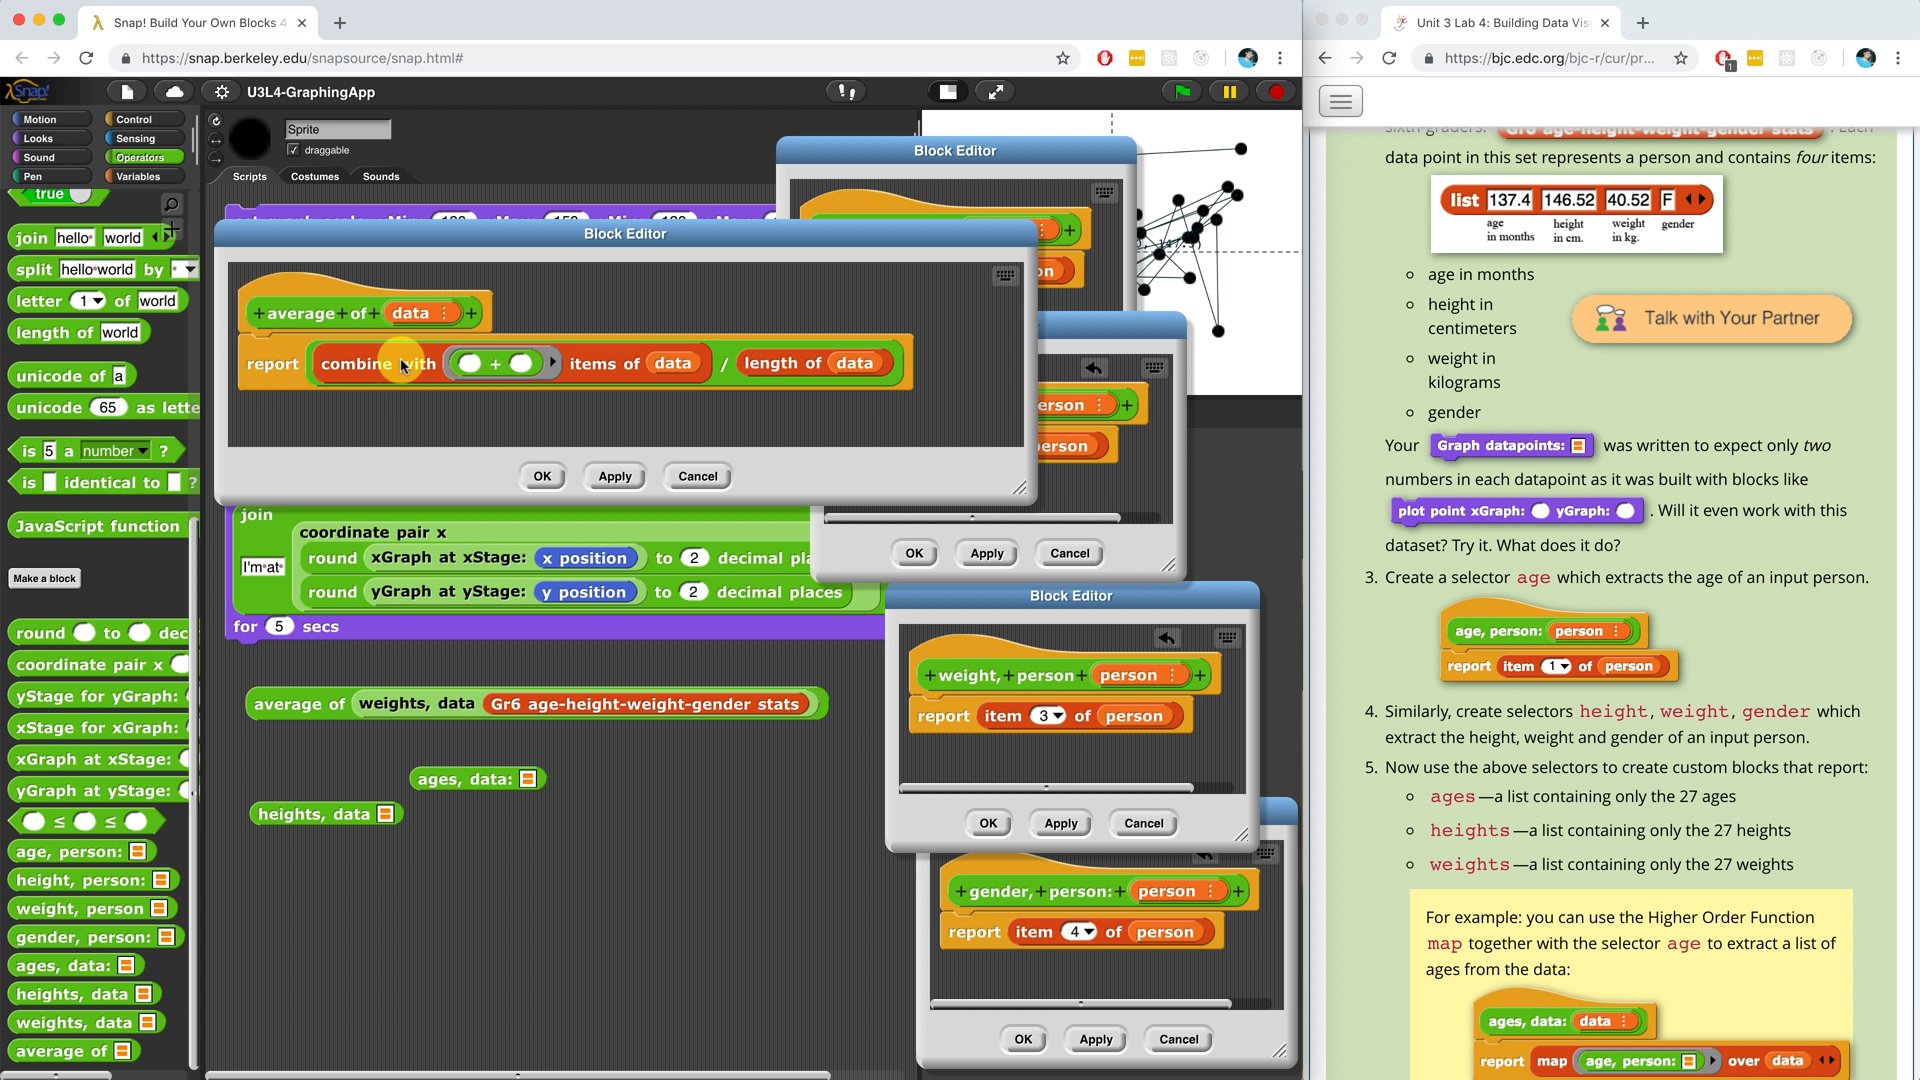 Snap! Build Your Own Blocks 4
https://snap.berkeley.edu/snapsource/snap.html#
Snap!
U3L4-GraphingApp
Motion
Control
Looks
Sensing
Sound
Operators
Pen
Variables
Sprite
draggable
Scripts
Costumes
Sounds
true
join hello world
split hello world by
letter 1 of world
length of world
unicode of a
unicode 65 as lette
is 5 a number ?
is identical to ?
JavaScript function
Make a block
round to dec
coordinate pair x
yStage for yGraph:
xStage for xGraph:
xGraph at xStage:
yGraph at yStage:
≤ ≤
age, person:
height, person:
weight, person
gender, person:
ages, data:
heights, data
weights, data
average of
Block Editor
Block Editor
+ average + of + data +
report combine with + items of data / length of data
OK Apply Cancel
erson +
erson
OK Apply Cancel
join
coordinate pair x
I'm at
round xGraph at xStage: x position to 2 decimal pla
round yGraph at yStage: y position to 2 decimal places
for 5 secs
average of weights, data Gr6 age-height-weight-gender stats
ages, data:
heights, data
Block Editor
+ weight, + person + person +
report item 3 of person
OK Apply Cancel
+ gender, + person: + person +
report item 4 of person
OK Apply Cancel
Unit 3 Lab 4: Building Data Vis
https://bjc.edc.org/bjc-r/cur/pr...
1
sixth graders: Gr6 age-height-weight-gender stats . Each
data point in this set represents a person and contains four items:
list 137.4 146.52 40.52 F
age in months
height in cm.
weight in kg.
gender
age in months
height in
centimeters
weight in
kilograms
gender
Talk with Your Partner
Your Graph datapoints: was written to expect only two
numbers in each datapoint as it was built with blocks like
plot point xGraph: yGraph: . Will it even work with this
dataset? Try it. What does it do?
3. Create a selector age which extracts the age of an input person.
age, person: person
report item 1 of person
4. Similarly, create selectors height, weight, gender which
extract the height, weight and gender of an input person.
5. Now use the above selectors to create custom blocks that report:
ages—a list containing only the 27 ages
heights—a list containing only the 27 heights
weights—a list containing only the 27 weights
For example: you can use the Higher Order Function
map together with the selector age to extract a list of
ages from the data:
ages, data: data
report map age, person: over data